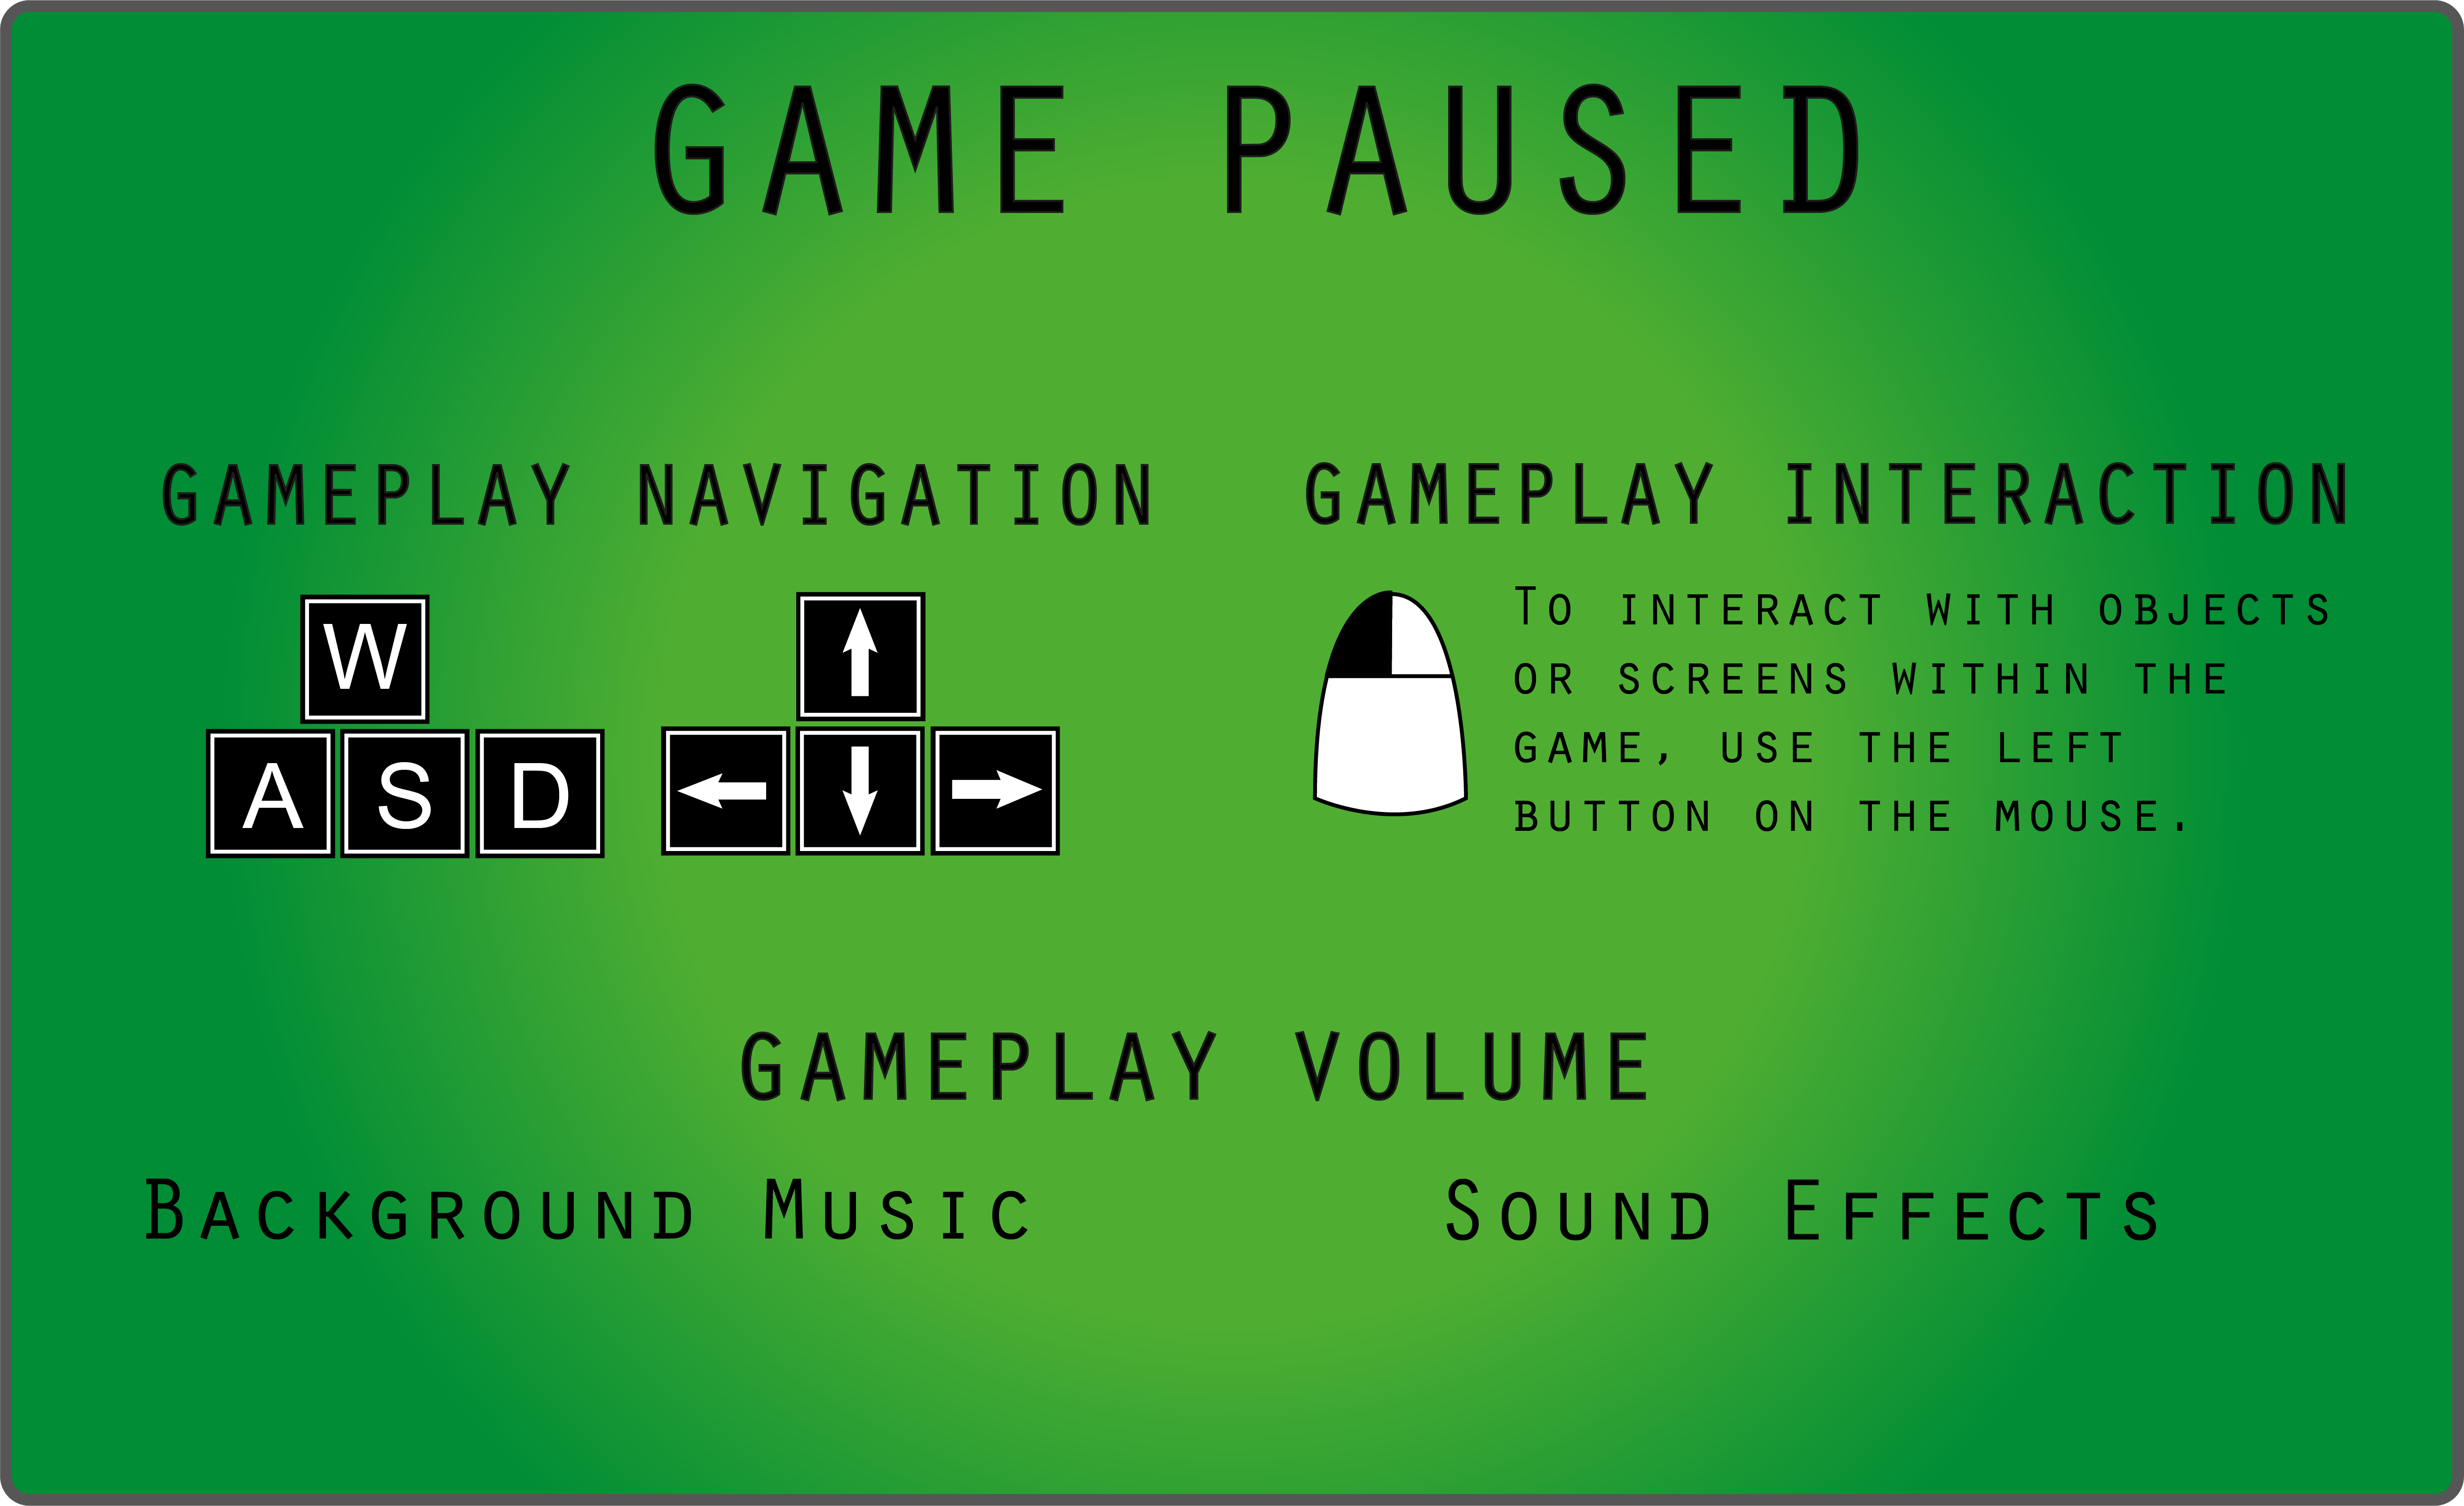 GAME PAUSED
GAMEPLAY NAVIGATION
W
A S D
GAMEPLAY INTERACTION
To interact with objects
or screens within the
game, use the left
button on the mouse.
GAMEPLAY VOLUME
Background Music
Sound Effects